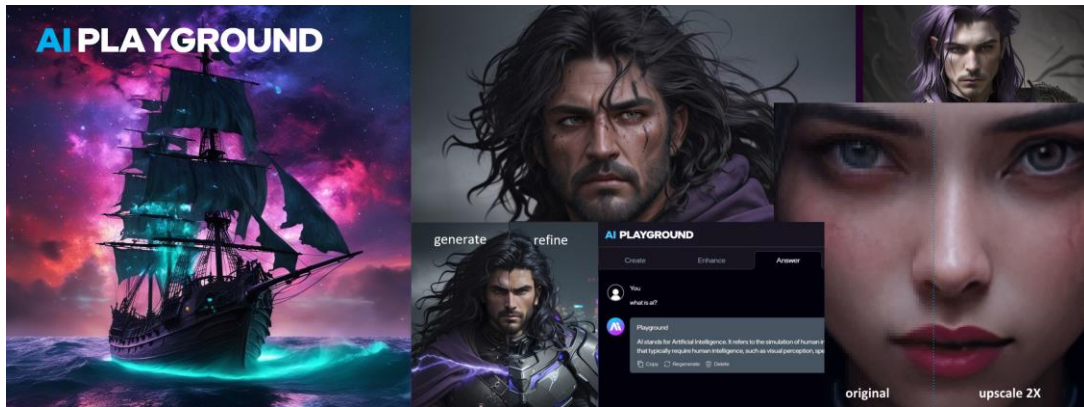 AI PLAYGROUND
generate
refine
AI PLAYGROUND
Create
Enhance
Answer
You
what is ai?
Playground
AI stands for Artificial Intelligence. It refers to the simulation of human in
that typically require human intelligence, such as visual perception, spe
Copy
Regenerate
Delete
original
upscale 2X